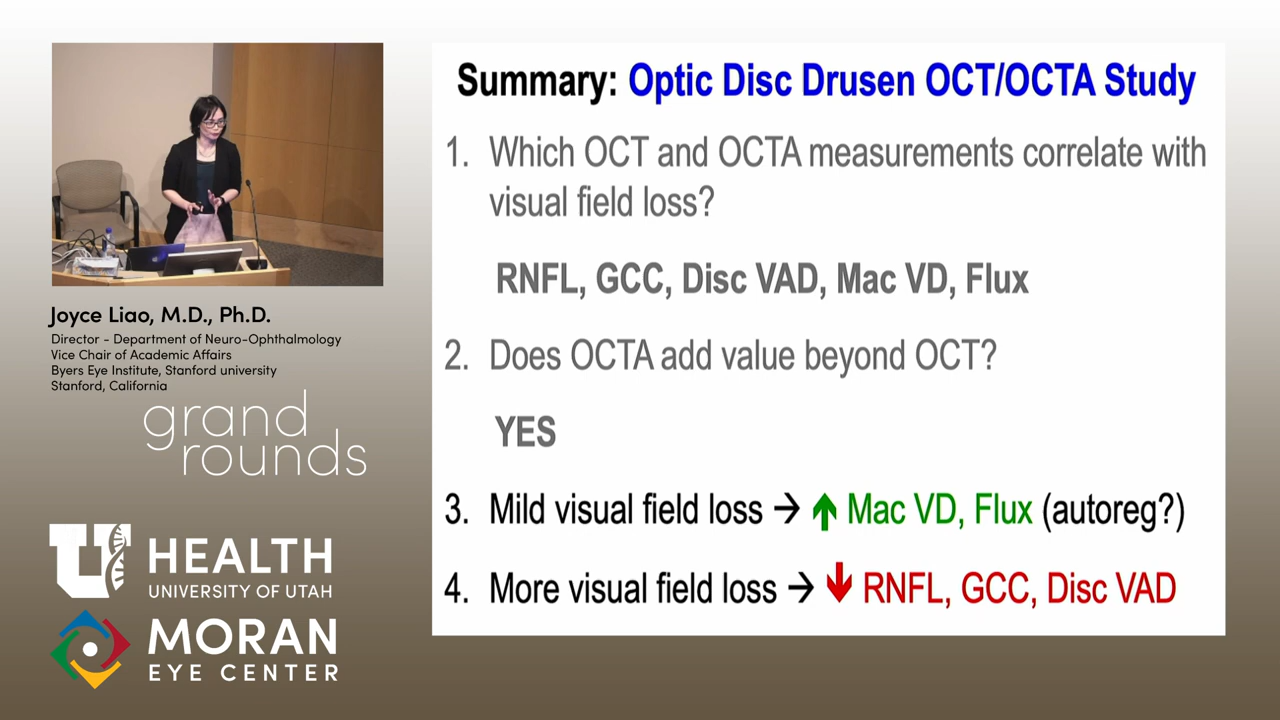 Summary: Optic Disc Drusen OCT/OCTA Study
1. Which OCT and OCTA measurements correlate with
visual field loss?
RNFL, GCC, Disc VAD, Mac VD, Flux
2. Does OCTA add value beyond OCT?
YES
3. Mild visual field loss → ↑ Mac VD, Flux (autoreg?)
4. More visual field loss → ↓ RNFL, GCC, Disc VAD
Joyce Liao, M.D., Ph.D.
Director - Department of Neuro-Ophthalmology
Vice Chair of Academic Affairs
Byers Eye Institute, Stanford university
Stanford, California
grand
rounds
U HEALTH
UNIVERSITY OF UTAH
MORAN
EYE CENTER